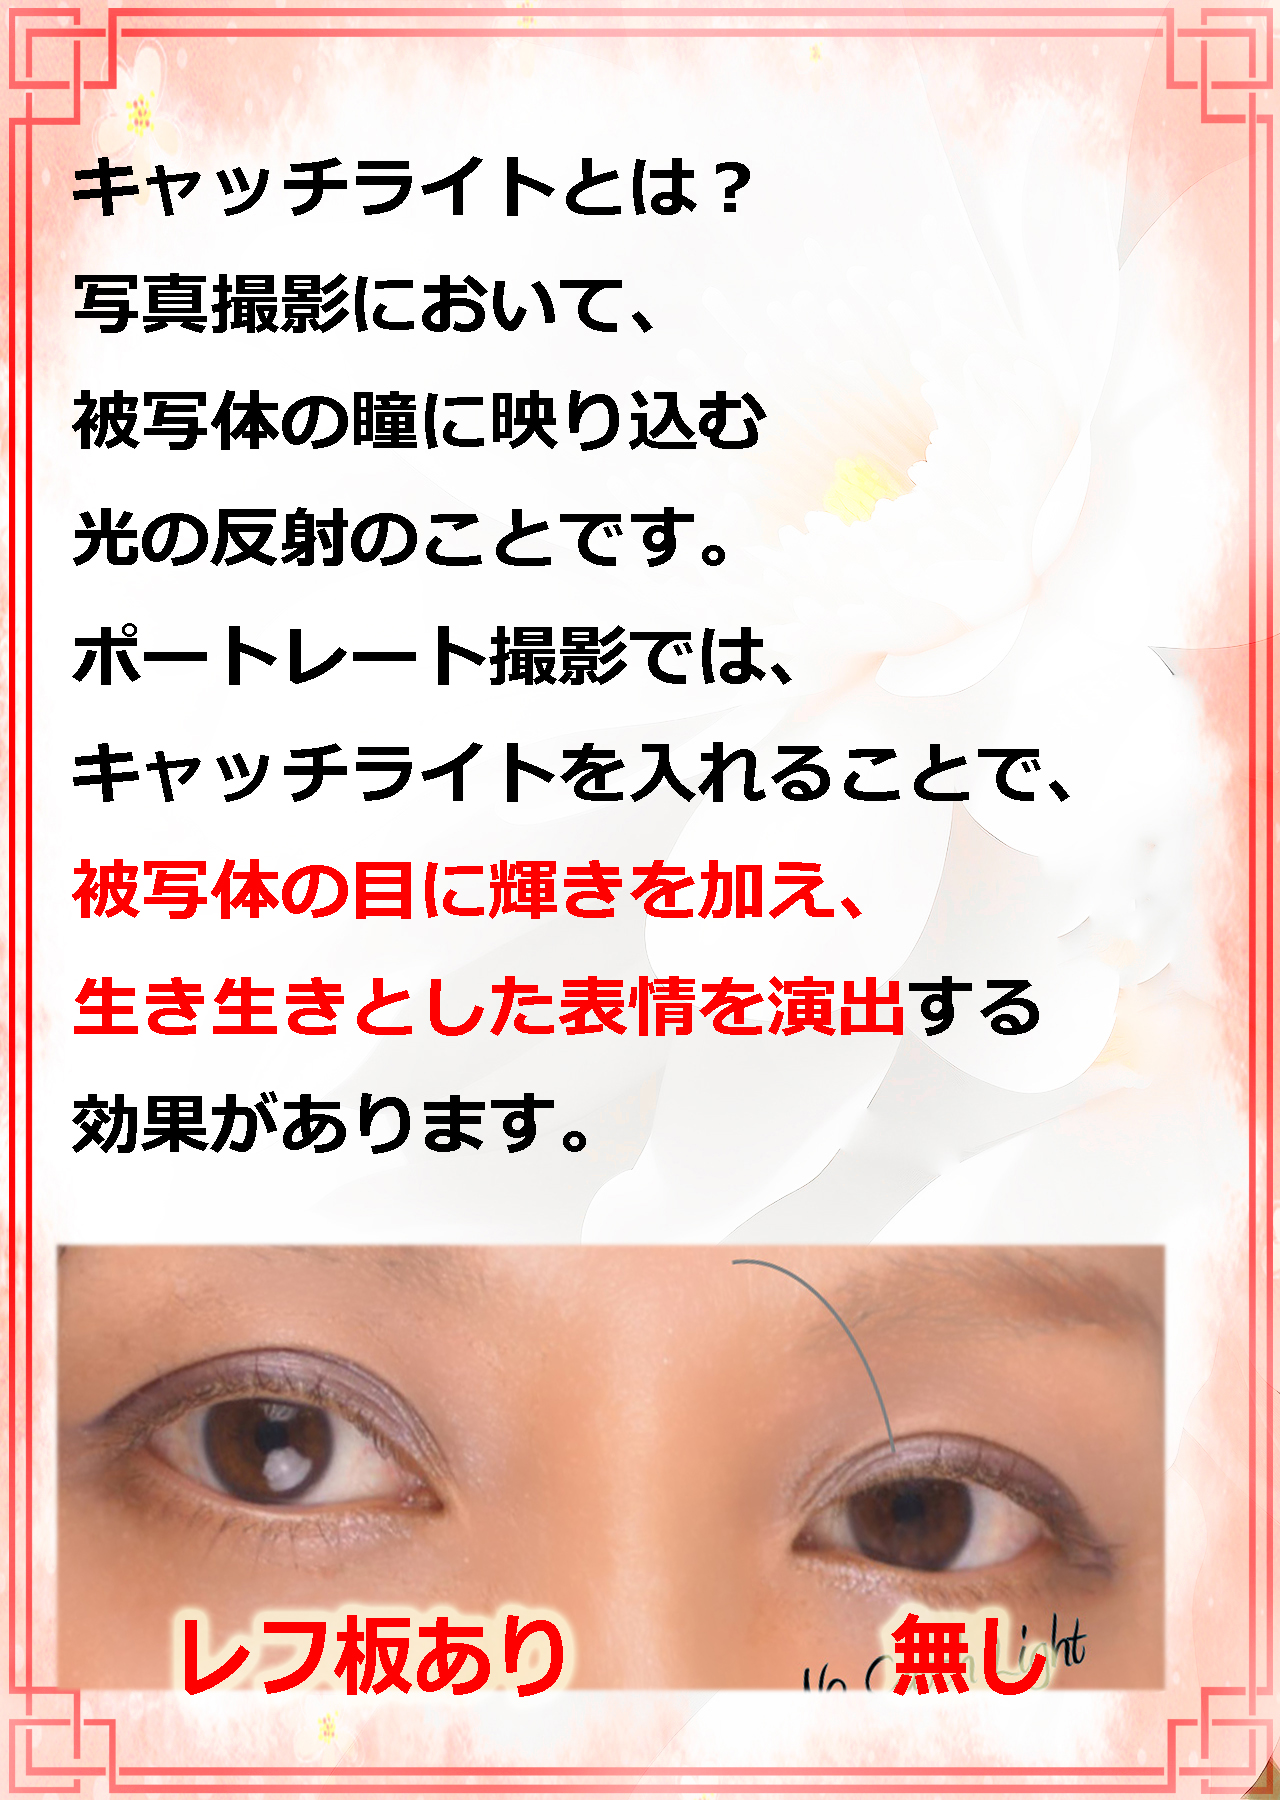 キャッチライトとは？
写真撮影において、
被写体の瞳に映り込む
光の反射のことです。
ポートレート撮影では、
キャッチライトを入れることで、
被写体の目に輝きを加え、
生き生きとした表情を演出する
効果があります。
レフ板あり
無し
No Light